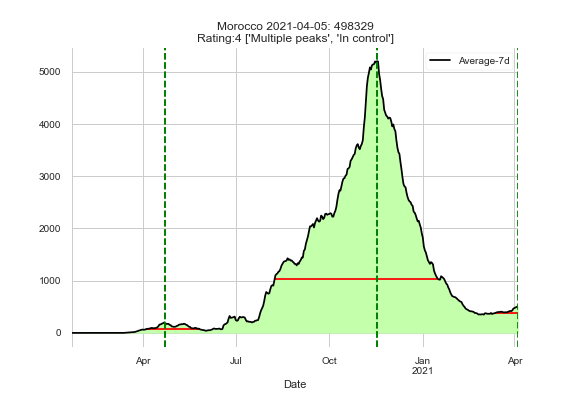 Morocco 2021-04-05: 498329
Rating:4 ['Multiple peaks', 'In control']
Average-7d
5000
4000
3000
2000
1000
0
Apr
Jul
Oct
Jan
2021
Apr
Date